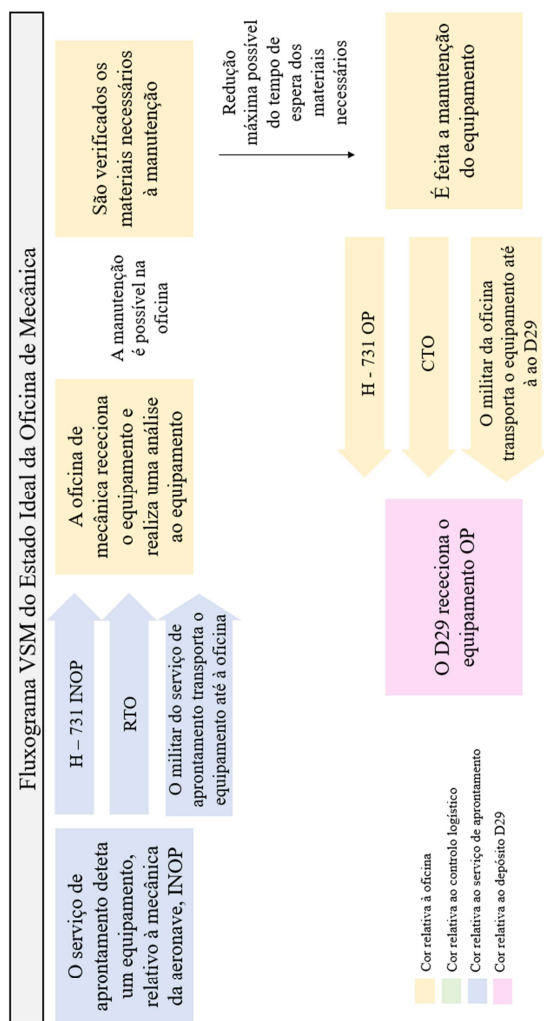 Fluxograma VSM do Estado Ideal da Oficina de Mecânica
O serviço de
aprontamento deteta
um equipamento,
relativo à mecânica
da aeronave, INOP
H – 731 INOP
RTO
O militar do serviço de
aprontamento transporta o
equipamento até à oficina
A oficina de
mecânica receciona
o equipamento e
realiza uma análise
ao equipamento
A manutenção
é possível na
oficina
São verificados os
materiais necessários
à manutenção
Redução
máxima possível
do tempo de
espera dos
materiais
necessários
É feita a manutenção
do equipamento
H - 731 OP
CTO
O militar da oficina
transporta o equipamento até
à ao D29
O D29 receciona o
equipamento OP
Cor relativa à oficina
Cor relativa ao controlo logístico
Cor relativa ao serviço de aprontamento
Cor relativa ao depósito D29